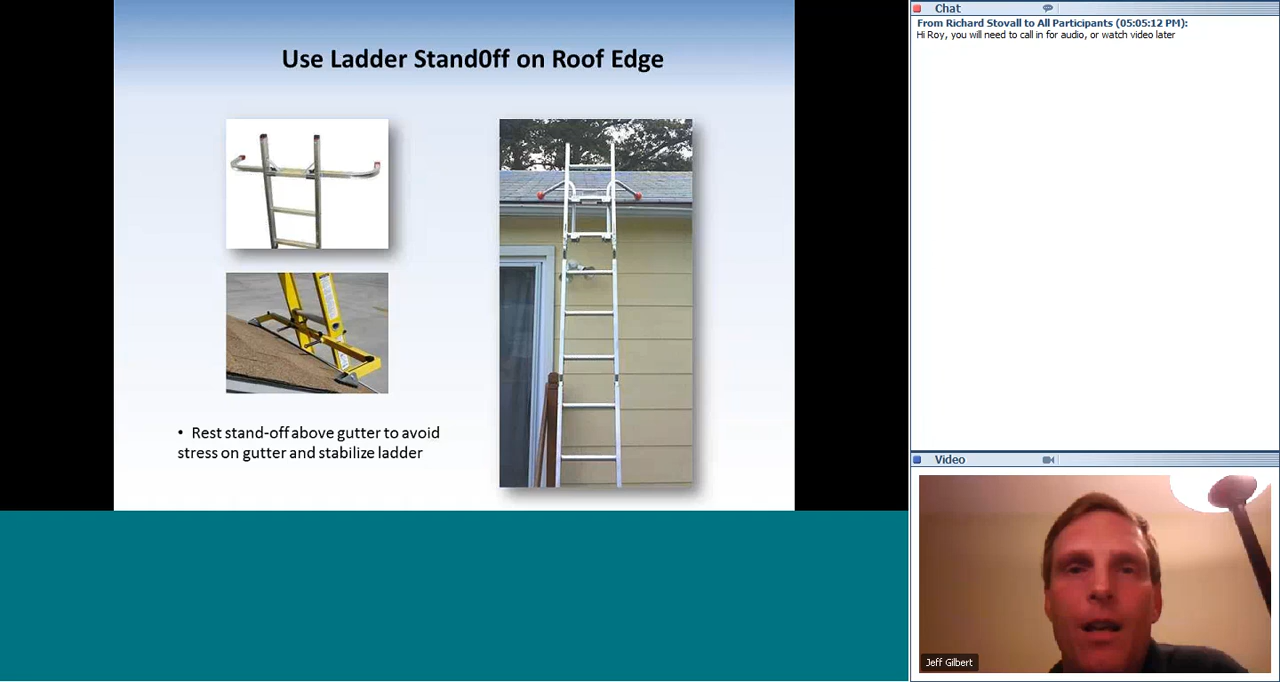 Use Ladder Stand0ff on Roof Edge
• Rest stand-off above gutter to avoid
stress on gutter and stabilize ladder
Chat
From Richard Stovall to All Participants (05:05:12 PM):
Hi Roy, you will need to call in for audio, or watch video later
Video
Jeff Gilbert